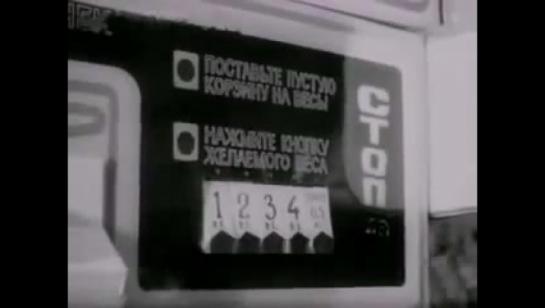 ПОСТАВЬТЕ ПУСТУЮ
КОРЗИНУ НА ВЕСЫ
НАЖМИТЕ КНОПКУ
ЖЕЛАЕМОГО ВЕСА
1 2 3 4
СТОП